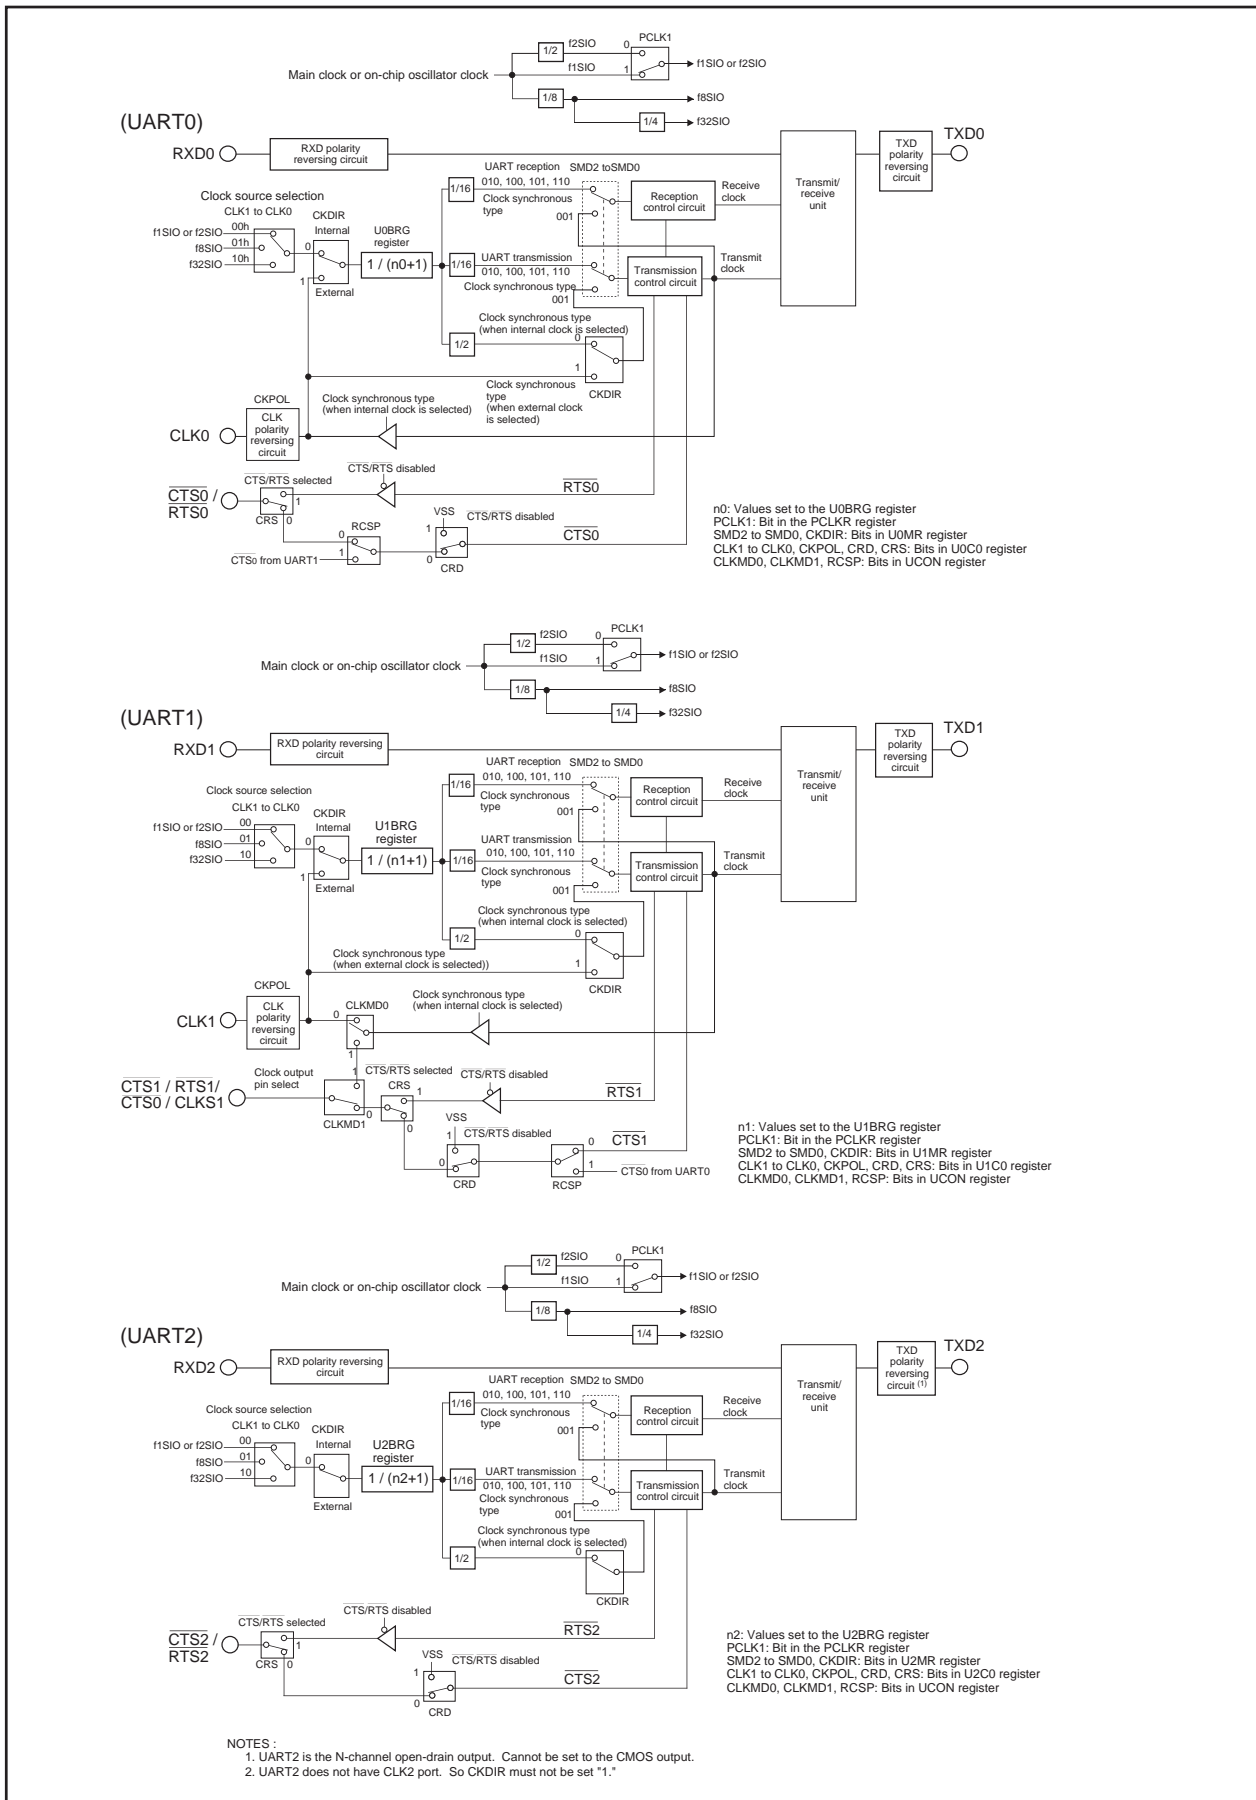 PCLK1
1/2
f2SIO
0
f1SIO
1
f1SIO or f2SIO
Main clock or on-chip oscillator clock
1/8
f8SIO
1/4
f32SIO
(UART0)
RXD0
RXD polarity
reversing circuit
TXD0
TXD
polarity
reversing
circuit
Transmit/
receive
unit
UART reception
SMD2 toSMD0
1/16
010, 100, 101, 110
Clock synchronous
type
001
Reception
control circuit
Receive
clock
Clock source selection
CLK1 to CLK0
f1SIO or f2SIO
00h
f8SIO
01h
f32SIO
10h
CKDIR
Internal
0
1
External
U0BRG
register
1 / (n0+1)
UART transmission
1/16
010, 100, 101, 110
Clock synchronous type
001
Transmission
control circuit
Transmit
clock
Clock synchronous type
(when internal clock is selected)
1/2
0
1
CKDIR
Clock synchronous
type
(when external clock
is selected)
CKPOL
CLK0
CLK
polarity
reversing
circuit
Clock synchronous type
(when internal clock is selected)
CTS/RTS selected
CTS/RTS disabled
CTS0 /
RTS0
1
CRS
0
RTS0
RCSP
0
1
CTS0 from UART1
VSS
CTS/RTS disabled
1
0
CRD
CTS0
n0: Values set to the U0BRG register
PCLK1: Bit in the PCLKR register
SMD2 to SMD0, CKDIR: Bits in U0MR register
CLK1 to CLK0, CKPOL, CRD, CRS: Bits in U0C0 register
CLKMD0, CLKMD1, RCSP: Bits in UCON register
PCLK1
1/2
f2SIO
0
f1SIO
1
f1SIO or f2SIO
Main clock or on-chip oscillator clock
1/8
f8SIO
1/4
f32SIO
(UART1)
RXD1
RXD polarity reversing
circuit
TXD1
TXD
polarity
reversing
circuit
Transmit/
receive
unit
UART reception
SMD2 to SMD0
1/16
010, 100, 101, 110
Clock synchronous
type
001
Reception
control circuit
Receive
clock
Clock source selection
CLK1 to CLK0
f1SIO or f2SIO
00
f8SIO
01
f32SIO
10
CKDIR
Internal
0
1
External
U1BRG
register
1 / (n1+1)
UART transmission
1/16
010, 100, 101, 110
Clock synchronous
type
001
Transmission
control circuit
Transmit
clock
Clock synchronous type
(when internal clock is selected)
1/2
0
1
CKDIR
Clock synchronous type
(when external clock is selected))
CKPOL
CLK1
CLK
polarity
reversing
circuit
CLKMD0
0
1
Clock synchronous type
(when internal clock is selected)
CTS1 / RTS1/
CTS0 / CLKS1
Clock output
pin select
1
0
CLKMD1
CTS/RTS selected
CRS
1
0
CTS/RTS disabled
RTS1
VSS
CTS/RTS disabled
1
0
CRD
RCSP
0
1
CTS1
CTS0 from UART0
n1: Values set to the U1BRG register
PCLK1: Bit in the PCLKR register
SMD2 to SMD0, CKDIR: Bits in U1MR register
CLK1 to CLK0, CKPOL, CRD, CRS: Bits in U1C0 register
CLKMD0, CLKMD1, RCSP: Bits in UCON register
PCLK1
1/2
f2SIO
0
f1SIO
1
f1SIO or f2SIO
Main clock or on-chip oscillator clock
1/8
f8SIO
1/4
f32SIO
(UART2)
RXD2
RXD polarity reversing
circuit
TXD2
TXD
polarity
reversing
circuit (1)
Transmit/
receive
unit
UART reception
SMD2 to SMD0
1/16
010, 100, 101, 110
Clock synchronous
type
001
Reception
control circuit
Receive
clock
Clock source selection
CLK1 to CLK0
f1SIO or f2SIO
00
f8SIO
01
f32SIO
10
CKDIR
Internal
0
1
External
U2BRG
register
1 / (n2+1)
UART transmission
1/16
010, 100, 101, 110
Clock synchronous
type
001
Transmission
control circuit
Transmit
clock
Clock synchronous type
(when internal clock is selected)
1/2
0
CKDIR
CTS/RTS selected
CTS/RTS disabled
CTS2 /
RTS2
1
CRS
0
RTS2
VSS
CTS/RTS disabled
1
0
CRD
CTS2
n2: Values set to the U2BRG register
PCLK1: Bit in the PCLKR register
SMD2 to SMD0, CKDIR: Bits in U2MR register
CLK1 to CLK0, CKPOL, CRD, CRS: Bits in U2C0 register
CLKMD0, CLKMD1, RCSP: Bits in UCON register
NOTES :
1. UART2 is the N-channel open-drain output. Cannot be set to the CMOS output.
2. UART2 does not have CLK2 port. So CKDIR must not be set "1."